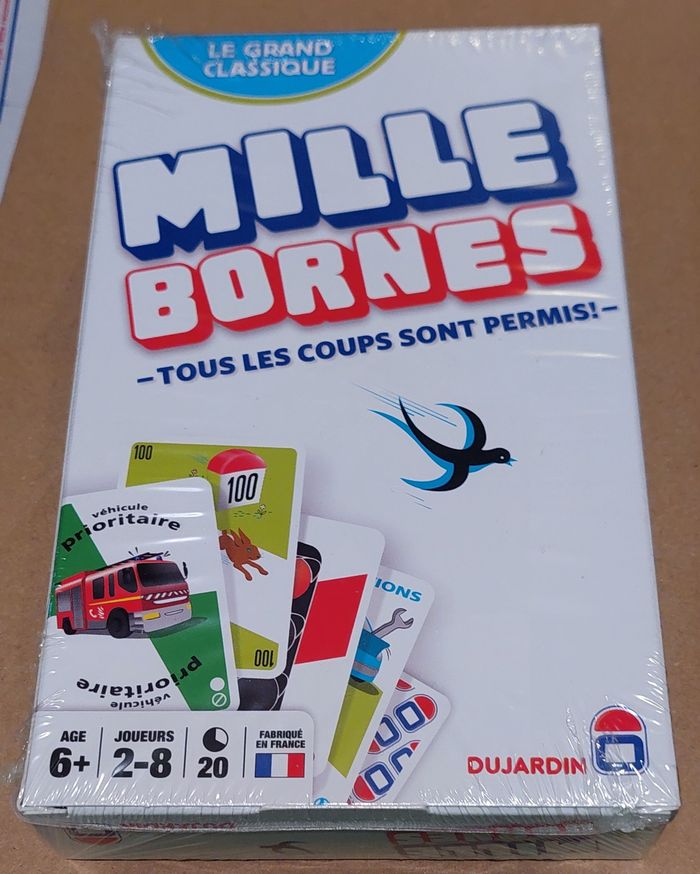 LE GRAND
CLASSIQUE
MILLE
BORNES
–TOUS LES COUPS SONT PERMIS!–
100
100
100
véhicule
prioritaire
véhicule
prioritaire
IONS
AGE
6+
JOUEURS
2-8
20
FABRIQUÉ
EN FRANCE
DUJARDIN